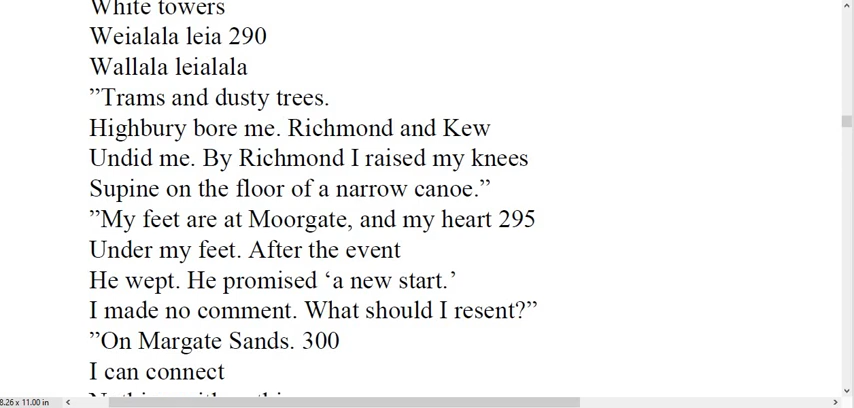 White towers
Weialala leia 290
Wallala leialala
”Trams and dusty trees.
Highbury bore me. Richmond and Kew
Undid me. By Richmond I raised my knees
Supine on the floor of a narrow canoe.”
”My feet are at Moorgate, and my heart 295
Under my feet. After the event
He wept. He promised ‘a new start.’
I made no comment. What should I resent?”
”On Margate Sands. 300
I can connect
8.26 x 11.00 in